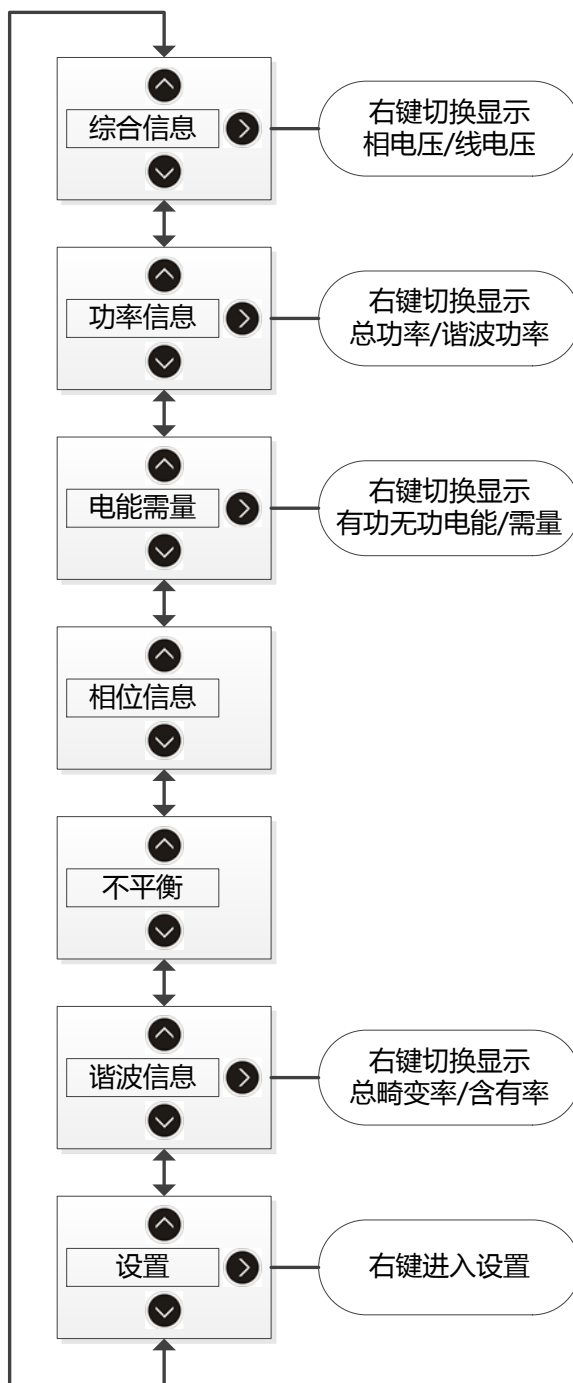 综合信息
右键切换显示
相电压/线电压
功率信息
右键切换显示
总功率/谐波功率
电能需量
右键切换显示
有功无功电能/需量
相位信息
不平衡
谐波信息
右键切换显示
总畸变率/含有率
设置
右键进入设置